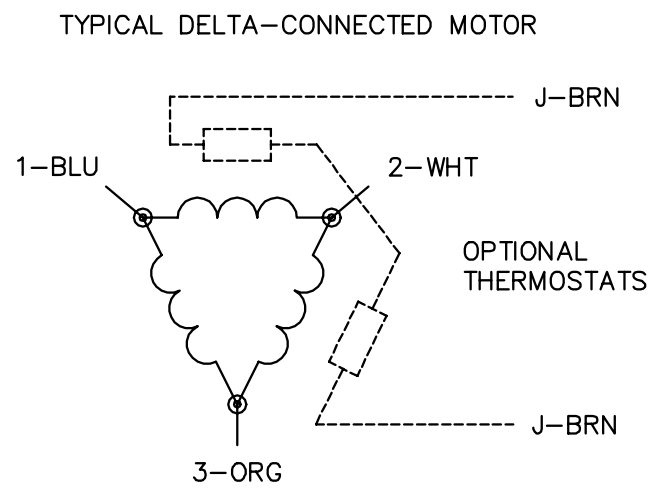 TYPICAL DELTA-CONNECTED MOTOR
J-BRN
1-BLU
2-WHT
OPTIONAL
THERMOSTATS
J-BRN
3-ORG